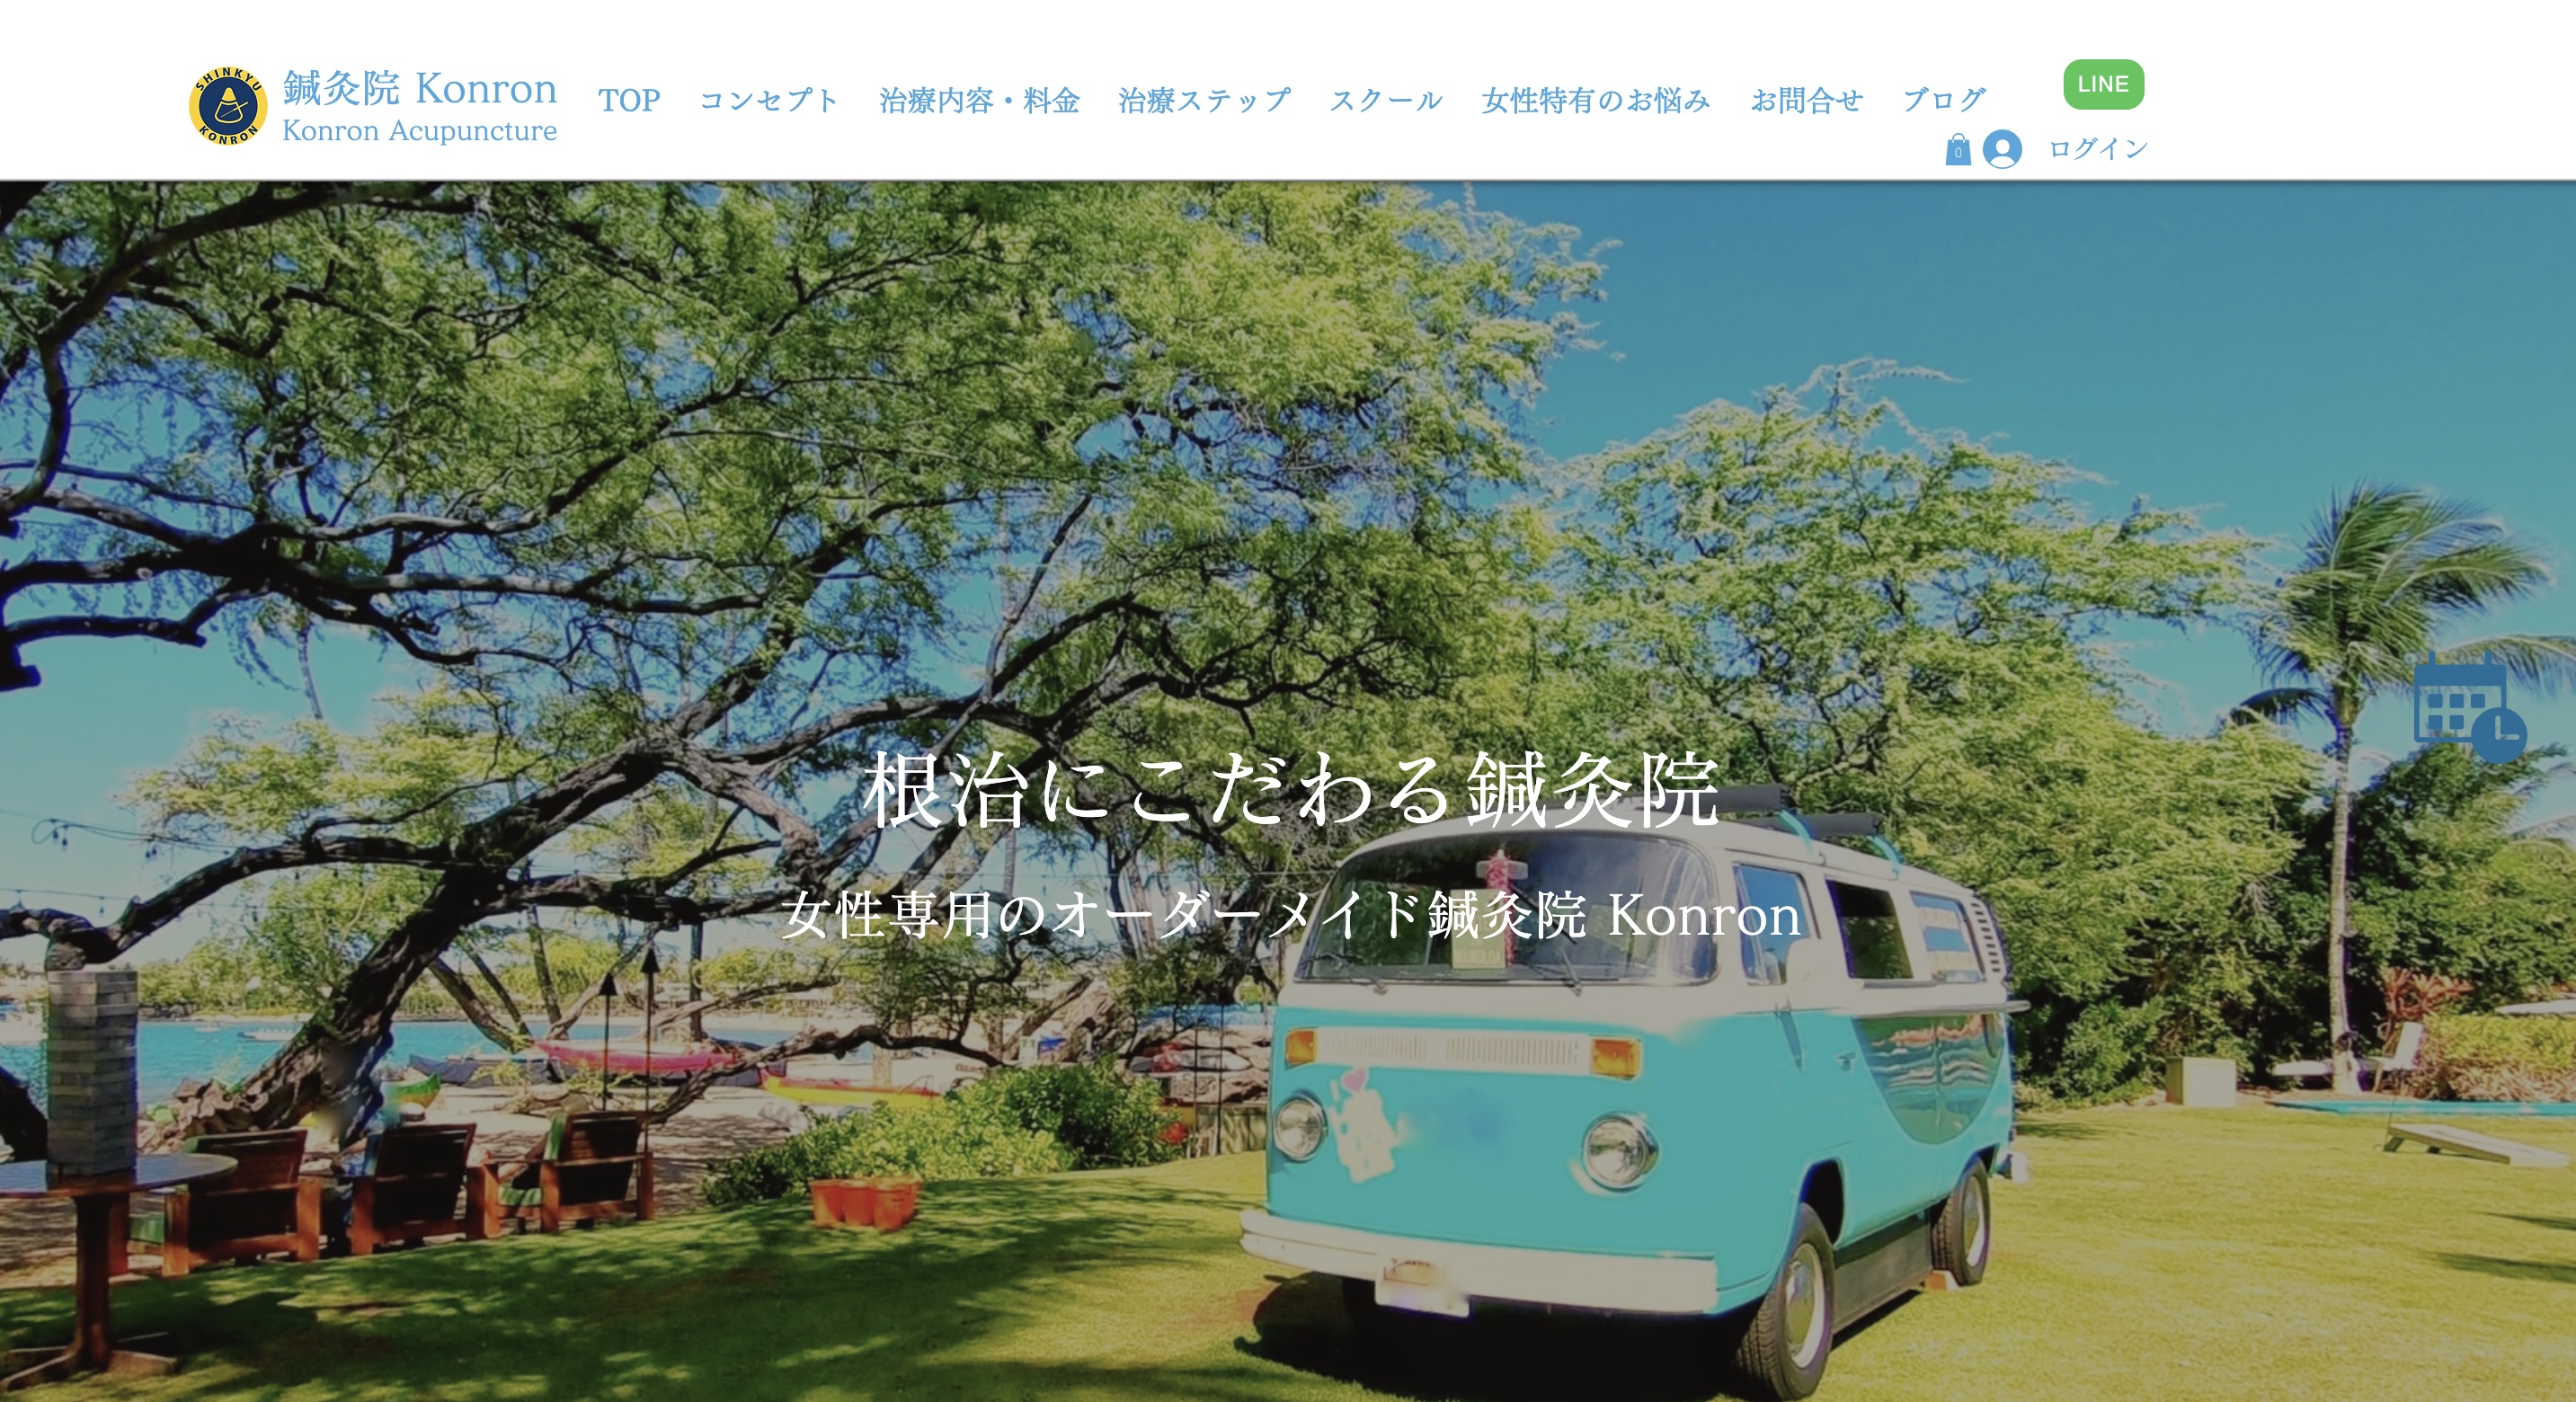 SHINKYU
KONRON
鍼灸院 Konron
Konron Acupuncture
TOP コンセプト 治療内容・料金 治療ステップ スクール 女性特有のお悩み お問合せ ブログ
LINE
0
ログイン
根治にこだわる鍼灸院
女性専用のオーダーメイド鍼灸院 Konron